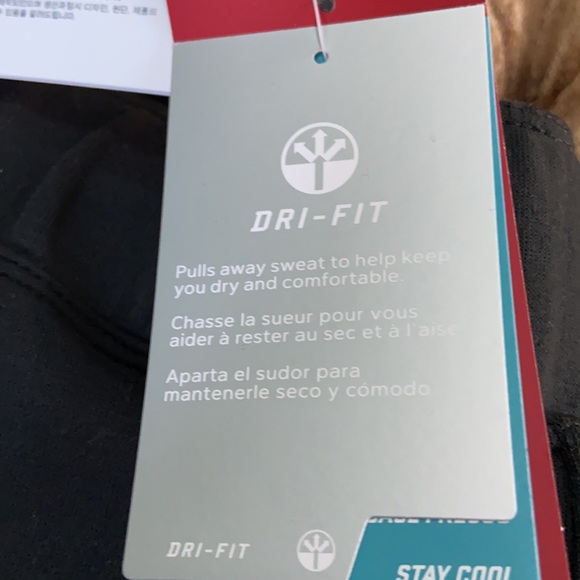 DRI-FIT
Pulls away sweat to help keep
you dry and comfortable.
Chasse la sueur pour vous
aider à rester au sec et à l'aise
Aparta el sudor para
mantenerle seco y cómodo
DRI-FIT
STAY COOL